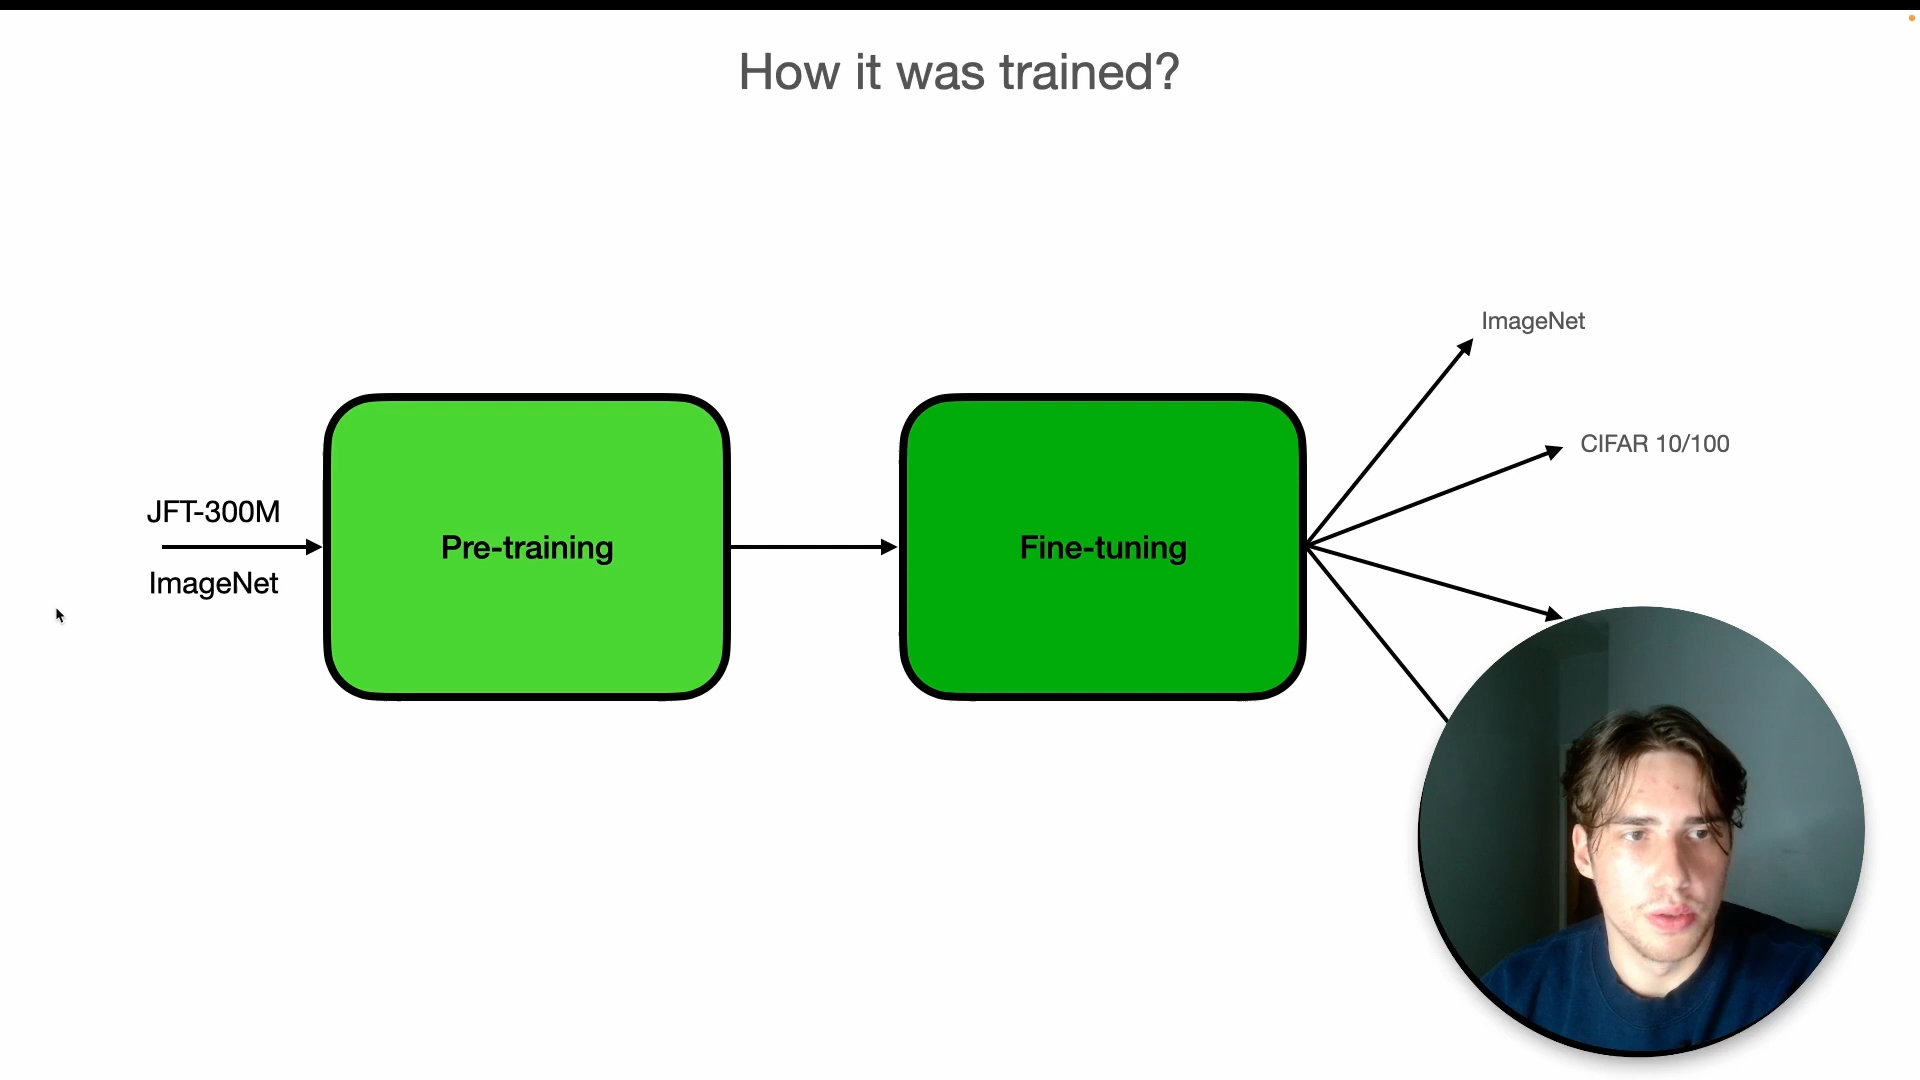 How it was trained?
ImageNet
CIFAR 10/100
JFT-300M
Pre-training
Fine-tuning
ImageNet